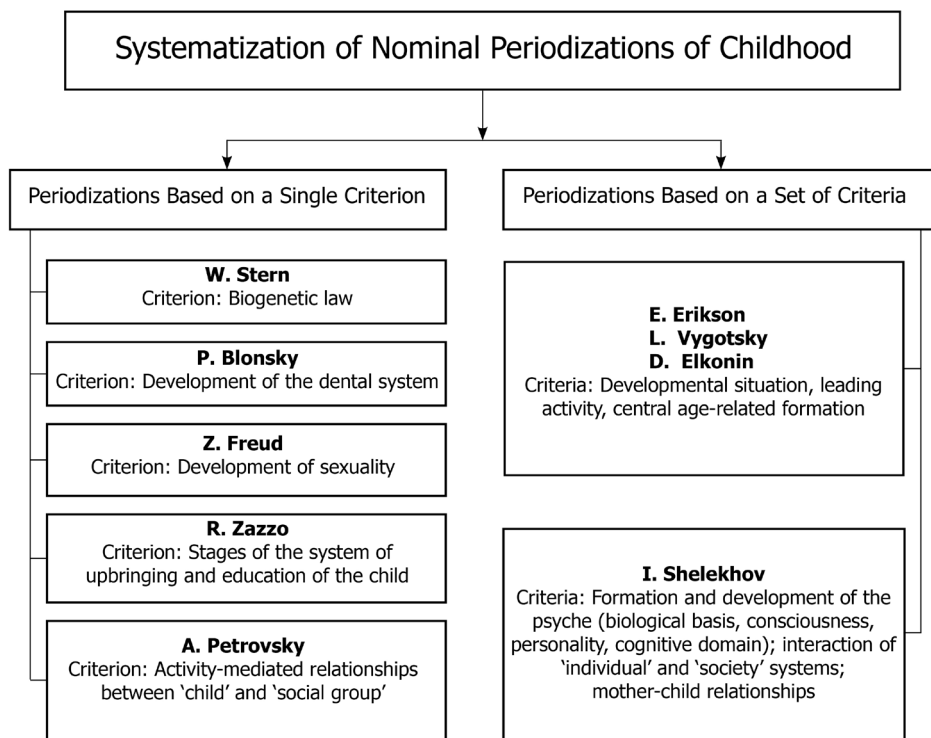 Systematization of Nominal Periodizations of Childhood
Periodizations Based on a Single Criterion
W. Stern
Criterion: Biogenetic law
P. Blonsky
Criterion: Development of the dental system
Z. Freud
Criterion: Development of sexuality
R. Zazzo
Criterion: Stages of the system of
upbringing and education of the child
A. Petrovsky
Criterion: Activity-mediated relationships
between ‘child’ and ‘social group’
Periodizations Based on a Set of Criteria
E. Erikson
L. Vygotsky
D. Elkonin
Criteria: Developmental situation, leading
activity, central age-related formation
I. Shelekhov
Criteria: Formation and development of the
psyche (biological basis, consciousness,
personality, cognitive domain); interaction of
‘individual’ and ‘society’ systems;
mother-child relationships